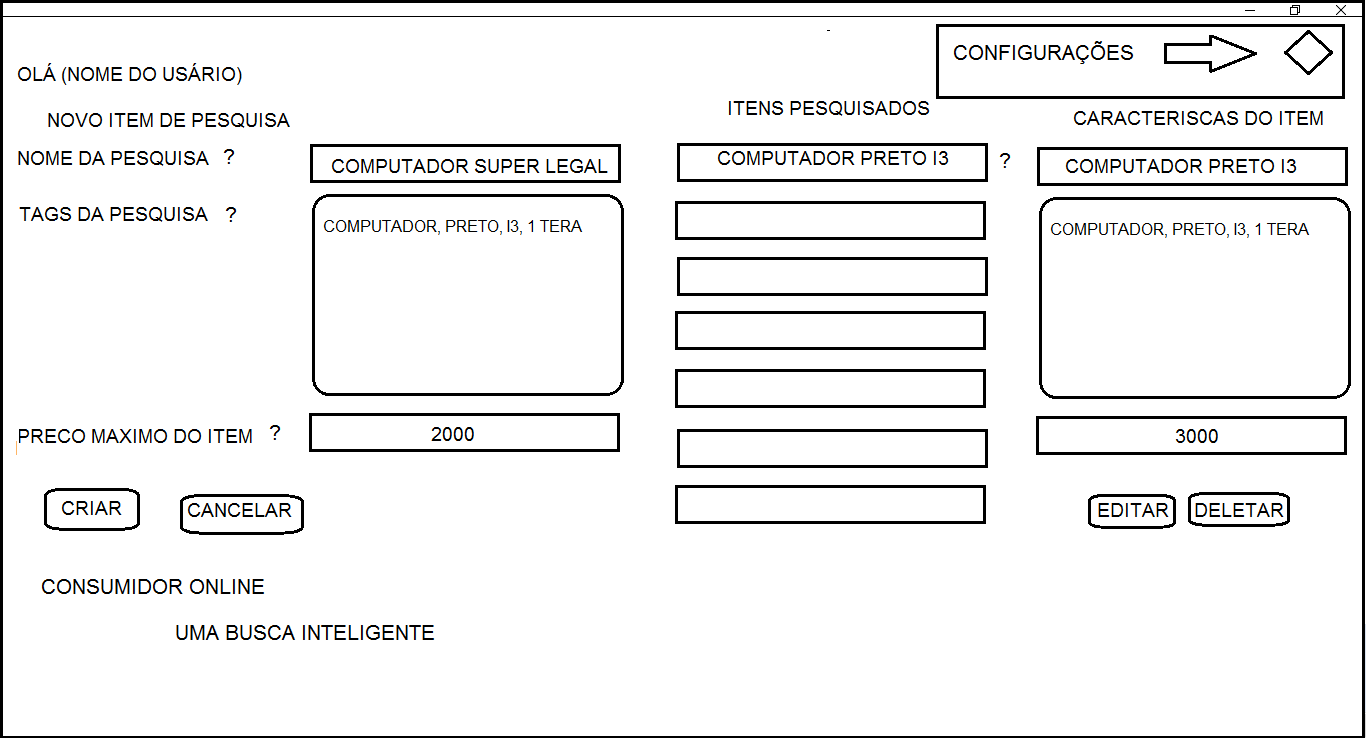 CONFIGURAÇÕES
OLÁ (NOME DO USÁRIO)
NOVO ITEM DE PESQUISA
NOME DA PESQUISA ?
COMPUTADOR SUPER LEGAL
TAGS DA PESQUISA ?
COMPUTADOR, PRETO, I3, 1 TERA
PRECO MAXIMO DO ITEM ?
2000
CRIAR
CANCELAR
ITENS PESQUISADOS
COMPUTADOR PRETO I3
?
CARACTERISCAS DO ITEM
COMPUTADOR PRETO I3
COMPUTADOR, PRETO, I3, 1 TERA
3000
EDITAR
DELETAR
CONSUMIDOR ONLINE
UMA BUSCA INTELIGENTE